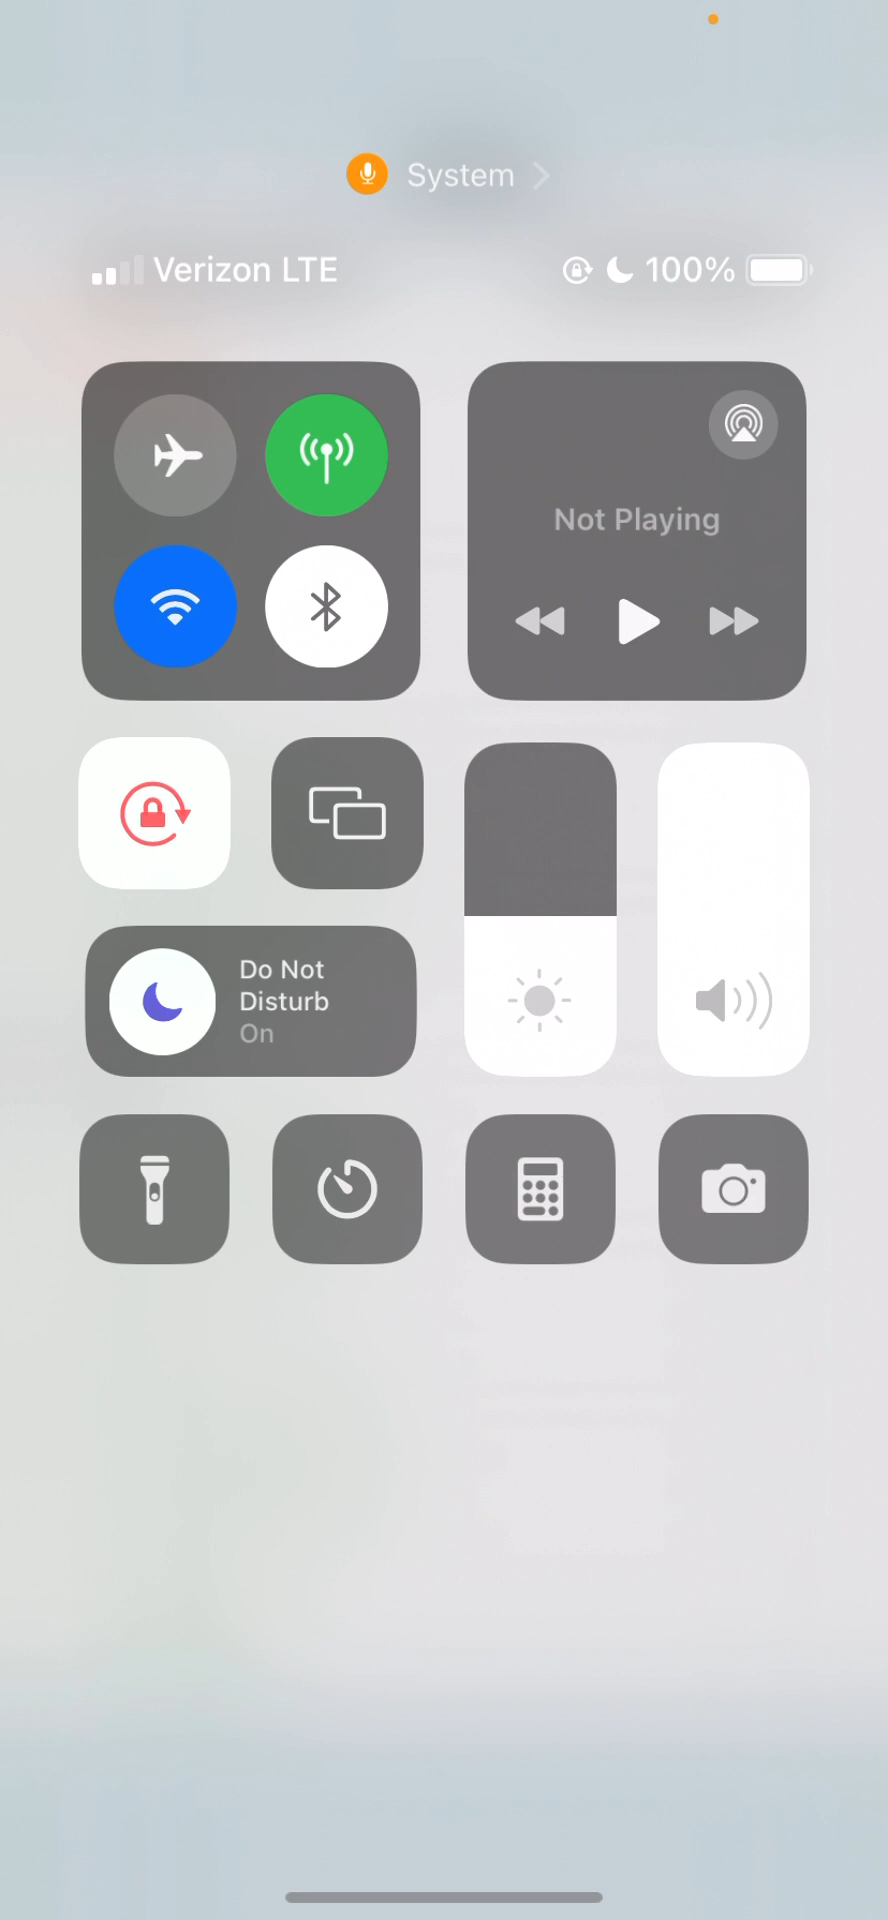 System
Verizon LTE 100%
Not Playing
Do Not
Disturb
On